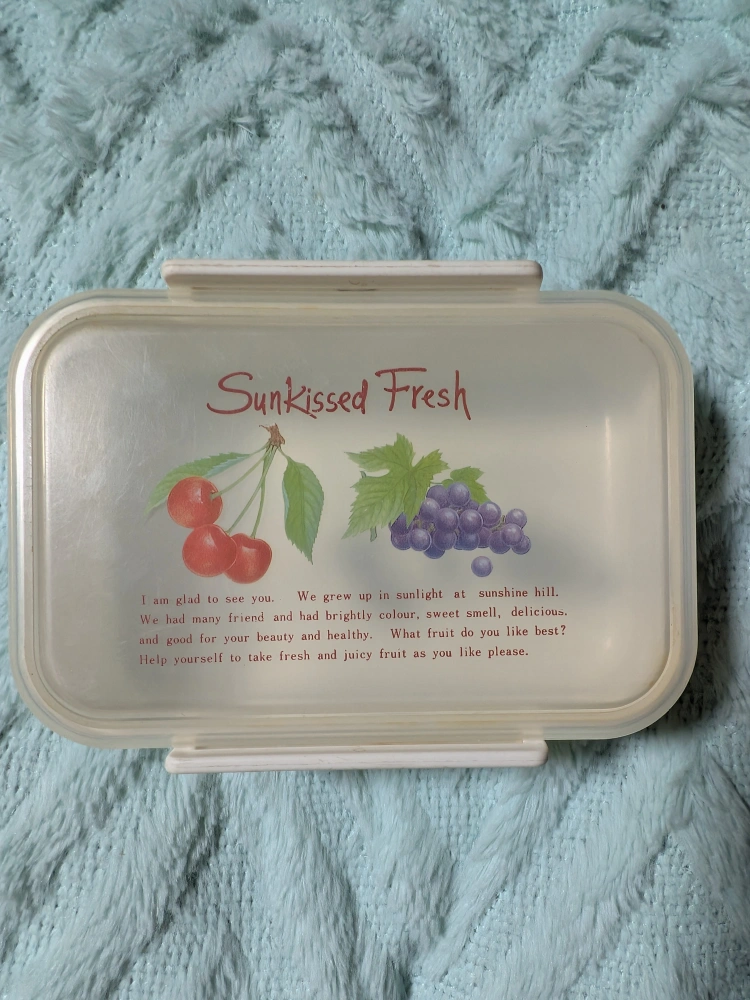 Sunkissed Fresh
I am glad to see you. We grew up in sunlight at sunshine hill.
We had many friend and had brightly colour, sweet smell, delicious.
and good for your beauty and healthy. What fruit do you like best?
Help yourself to take fresh and juicy fruit as you like please.